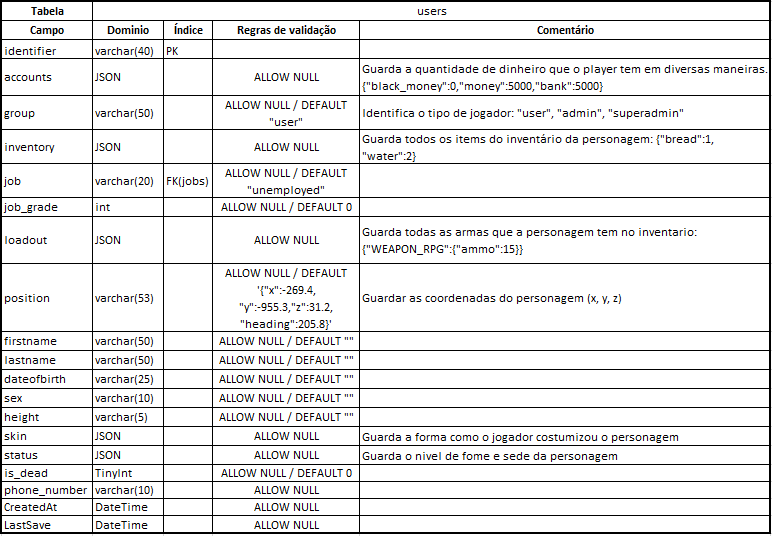 Tabela users
Campo Dominio Índice Regras de validação Comentário
identifier varchar(40) PK
accounts JSON ALLOW NULL Guarda a quantidade de dinheiro que o player tem em diversas maneiras.
{"black_money":0,"money":5000,"bank":5000}
group varchar(50) ALLOW NULL / DEFAULT
"user" Identifica o tipo de jogador: "user", "admin", "superadmin"
inventory JSON ALLOW NULL Guarda todos os items do inventário da personagem: {"bread":1,
"water":2}
job varchar(20) FK(jobs) ALLOW NULL / DEFAULT
"unemployed"
job_grade int ALLOW NULL / DEFAULT 0
loadout JSON ALLOW NULL Guarda todas as armas que a personagem tem no inventario:
{"WEAPON_RPG":{"ammo":15}}
position varchar(53) ALLOW NULL / DEFAULT
'{"x":-269.4,
"y":-955.3,"z":31.2,
"heading":205.8}' Guardar as coordenadas do personagem (x, y, z)
firstname varchar(50) ALLOW NULL / DEFAULT ""
lastname varchar(50) ALLOW NULL / DEFAULT ""
dateofbirth varchar(25) ALLOW NULL / DEFAULT ""
sex varchar(10) ALLOW NULL / DEFAULT ""
height varchar(5) ALLOW NULL / DEFAULT ""
skin JSON ALLOW NULL Guarda a forma como o jogador costumizou o personagem
status JSON ALLOW NULL Guarda o nivel de fome e sede da personagem
is_dead TinyInt ALLOW NULL / DEFAULT 0
phone_number varchar(10) ALLOW NULL
CreatedAt DateTime ALLOW NULL
LastSave DateTime ALLOW NULL